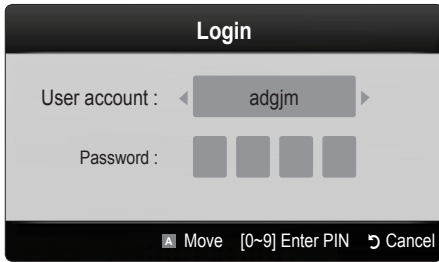 Login
User account : adgjm
Password :
A Move [0~9] Enter PIN Cancel